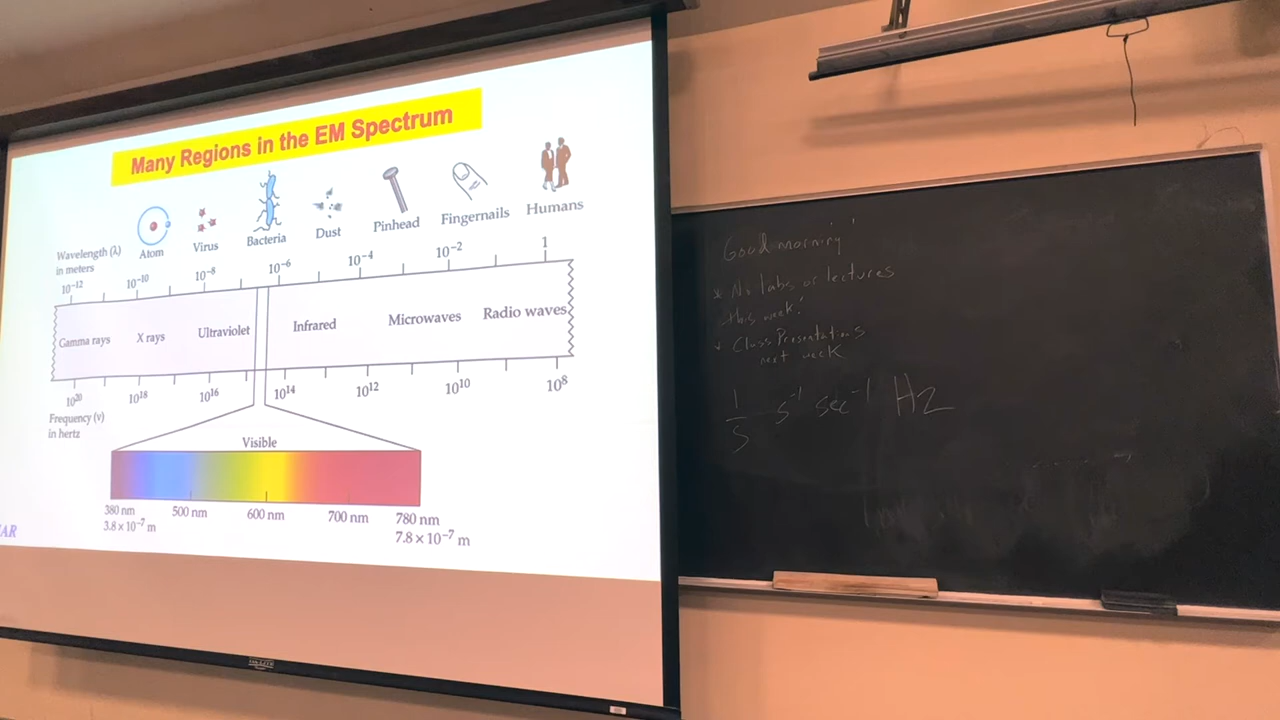 Many Regions in the EM Spectrum
Atom Virus Bacteria Dust Pinhead Fingernails Humans
Wavelength (λ)
in meters
10⁻¹² 10⁻¹⁰ 10⁻⁸ 10⁻⁶ 10⁻⁴ 10⁻² 1
Gamma rays X rays Ultraviolet Infrared Microwaves Radio waves
10²⁰ 10¹⁸ 10¹⁶ 10¹⁴ 10¹² 10¹⁰ 10⁸
Frequency (ν)
in hertz
Visible
380 nm 500 nm 600 nm 700 nm 780 nm
3.8 × 10⁻⁷ m 7.8 × 10⁻⁷ m
AR
Good morning!
* No labs or lectures
this week!
* Class Presentations
next week
1/s s⁻¹ sec⁻¹ Hz